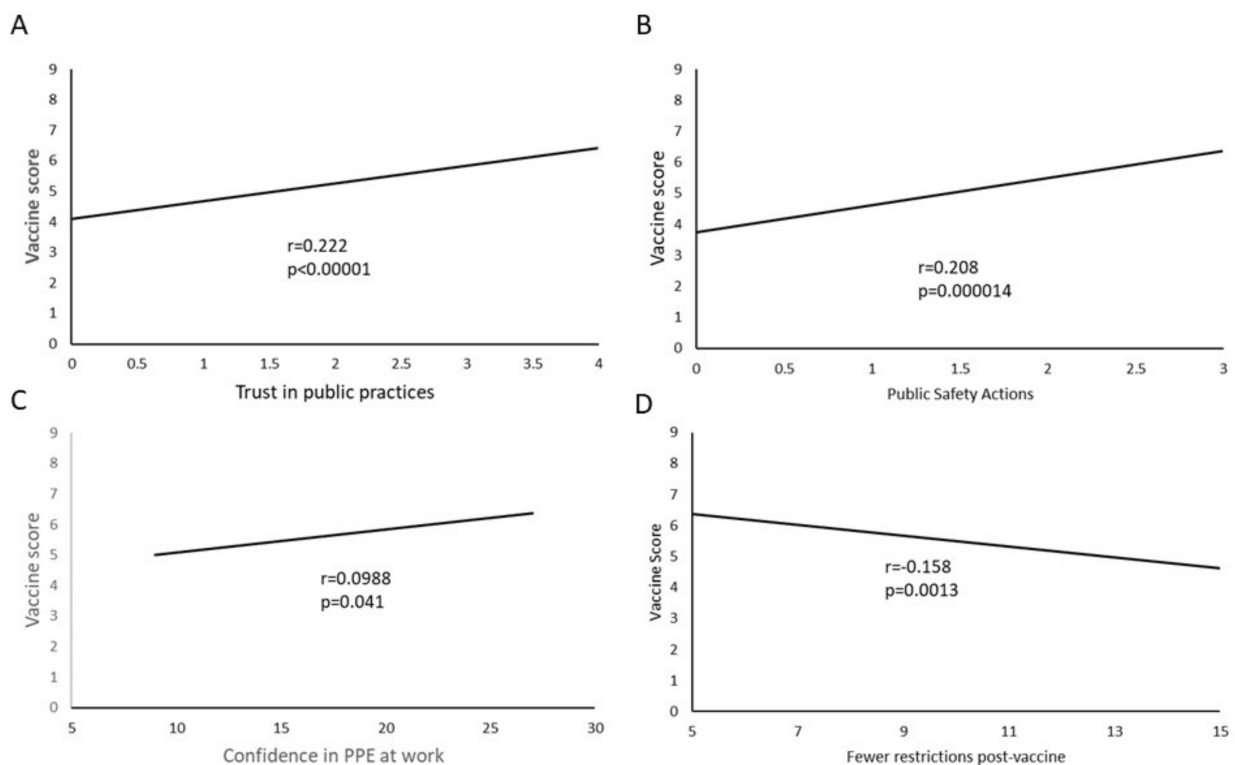 A
Vaccine score
9
8
7
6
5
4
3
2
1
0
r=0.222
p<0.00001
0 0.5 1 1.5 2 2.5 3 3.5 4
Trust in public practices
B
Vaccine score
9
8
7
6
5
4
3
2
1
0
r=0.208
p=0.000014
0 0.5 1 1.5 2 2.5 3
Public Safety Actions
C
Vaccine score
9
8
7
6
5
4
3
2
1
0
r=0.0988
p=0.041
5 10 15 20 25 30
Confidence in PPE at work
D
Vaccine Score
9
8
7
6
5
4
3
2
1
0
r=-0.158
p=0.0013
5 7 9 11 13 15
Fewer restrictions post-vaccine